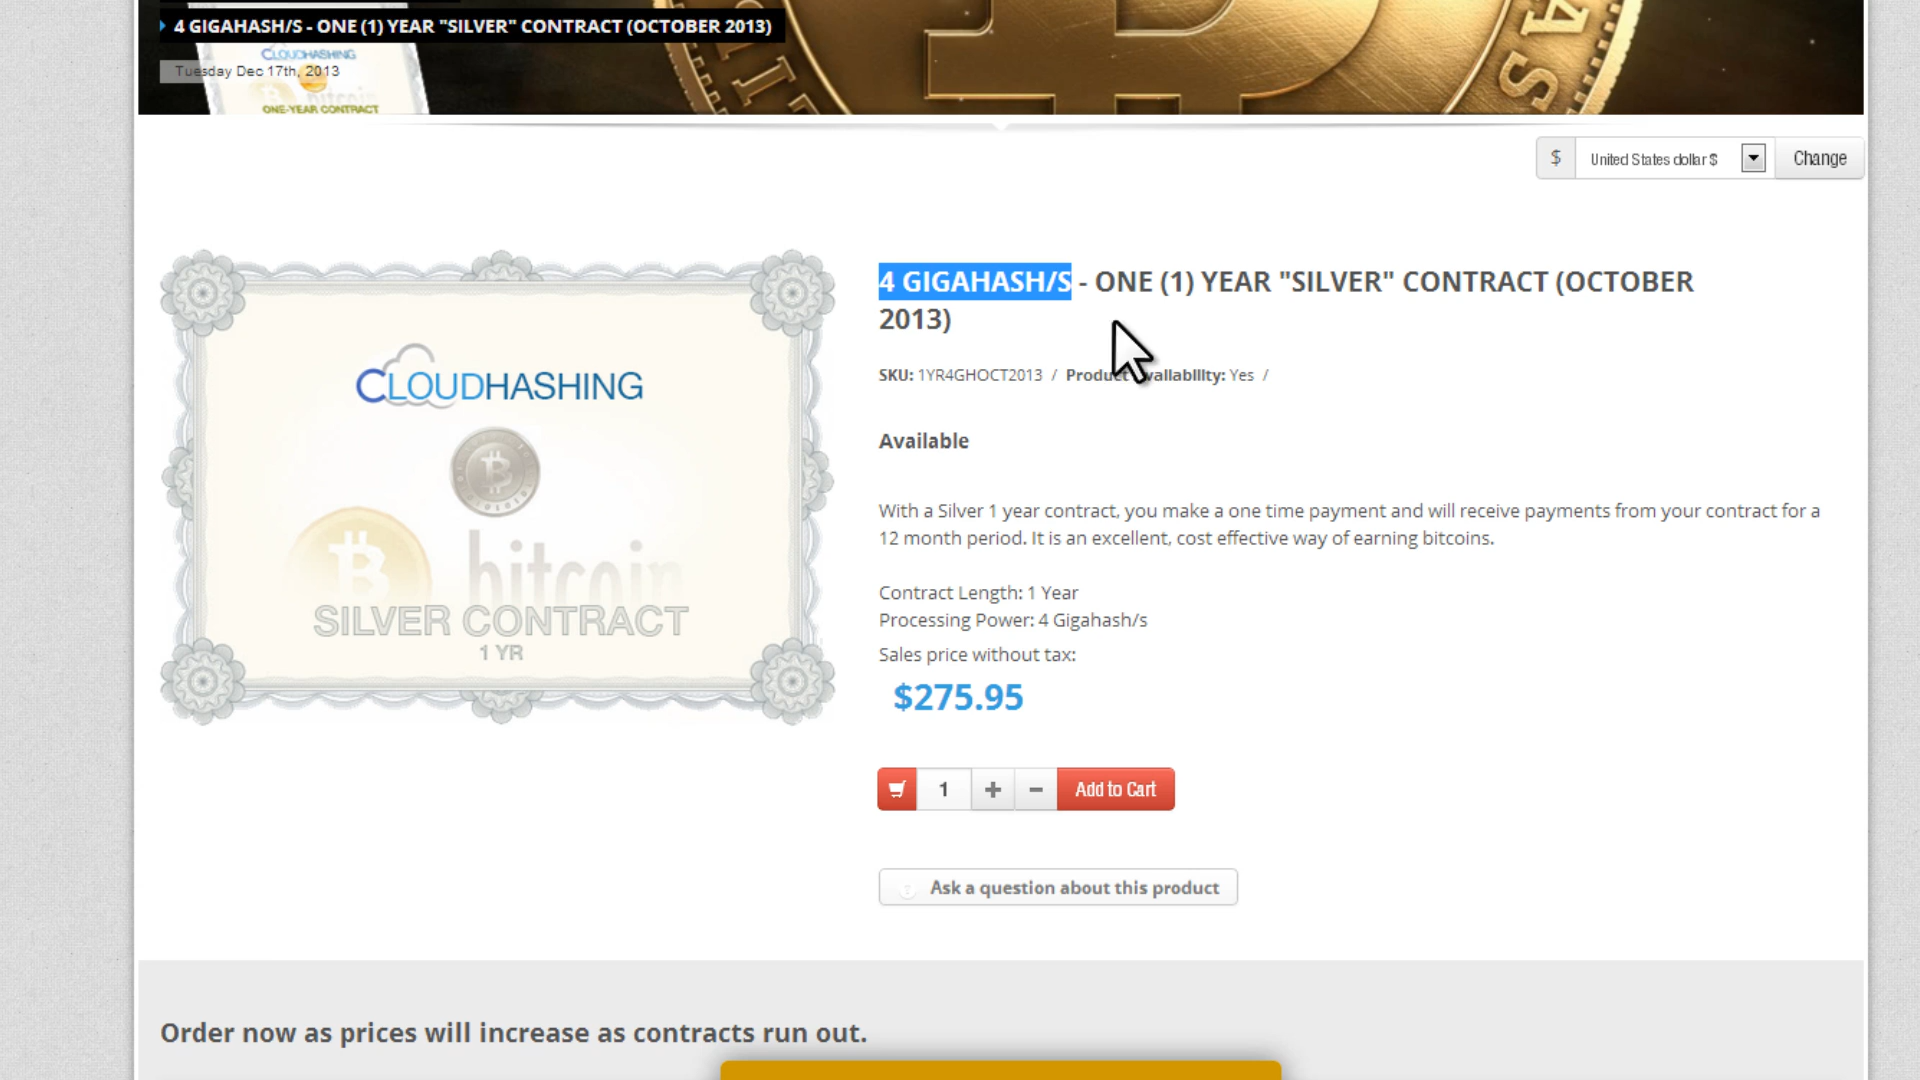 4 GIGAHASH/S - ONE (1) YEAR "SILVER" CONTRACT (OCTOBER 2013)
CLOUDHASHING
Tuesday Dec 17th, 2013
bitcoin
ONE-YEAR CONTRACT
$ United States dollar $ Change
CLOUDHASHING
bitcoin
SILVER CONTRACT
1 YR
4 GIGAHASH/S - ONE (1) YEAR "SILVER" CONTRACT (OCTOBER
2013)
SKU: 1YR4GHOCT2013 / Product Availability: Yes /
Available
With a Silver 1 year contract, you make a one time payment and will receive payments from your contract for a
12 month period. It is an excellent, cost effective way of earning bitcoins.
Contract Length: 1 Year
Processing Power: 4 Gigahash/s
Sales price without tax:
$275.95
1 + - Add to Cart
Ask a question about this product
Order now as prices will increase as contracts run out.